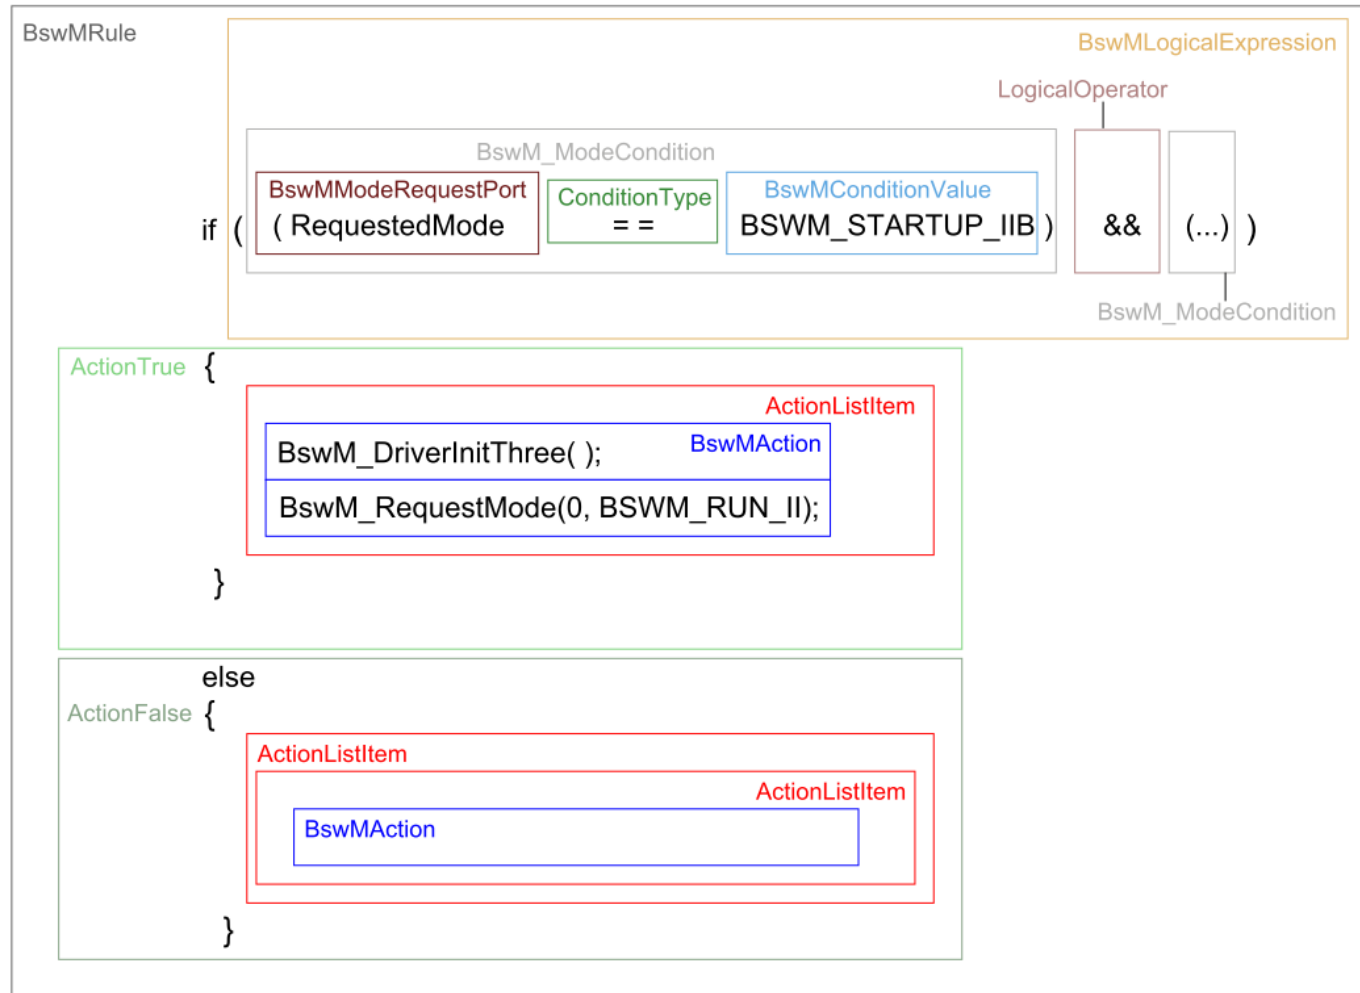 BswMRule
BswMLogicalExpression
LogicalOperator
BswM_ModeCondition
BswMModeRequestPort ConditionType BswMConditionValue
if ( ( RequestedMode = = BSWM_STARTUP_IIB ) && (...) )
BswM_ModeCondition
ActionTrue {
ActionListItem
BswM_DriverInitThree( ); BswMAction
BswM_RequestMode(0, BSWM_RUN_II);
}
else
ActionFalse {
ActionListItem
ActionListItem
BswMAction
}